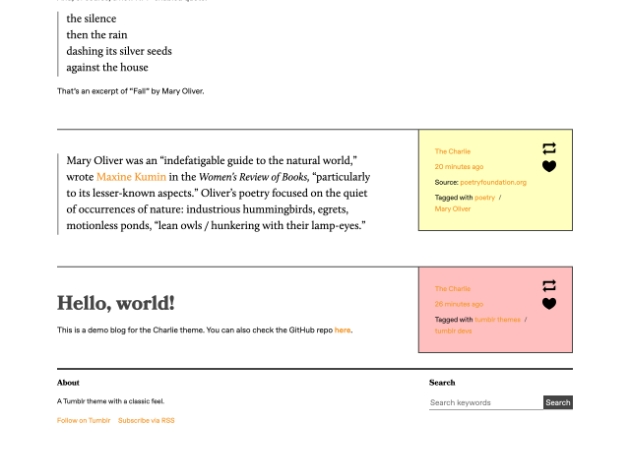 the silence
then the rain
dashing its silver seeds
against the house
That's an excerpt of "Fall" by Mary Oliver.
Mary Oliver was an “indefatigable guide to the natural world,”
wrote Maxine Kumin in the Women's Review of Books, “particularly
to its lesser-known aspects.” Oliver’s poetry focused on the quiet
of occurrences of nature: industrious hummingbirds, egrets,
motionless ponds, “lean owls / hunkering with their lamp-eyes.”
The Charlie
20 minutes ago
Source: poetryfoundation.org
Tagged with poetry /
Mary Oliver
Hello, world!
This is a demo blog for the Charlie theme. You can also check the GitHub repo here.
The Charlie
26 minutes ago
Tagged with tumblr themes /
tumblr devs
About
A Tumblr theme with a classic feel.
Follow on Tumblr Subscribe via RSS
Search
Search keywords
Search